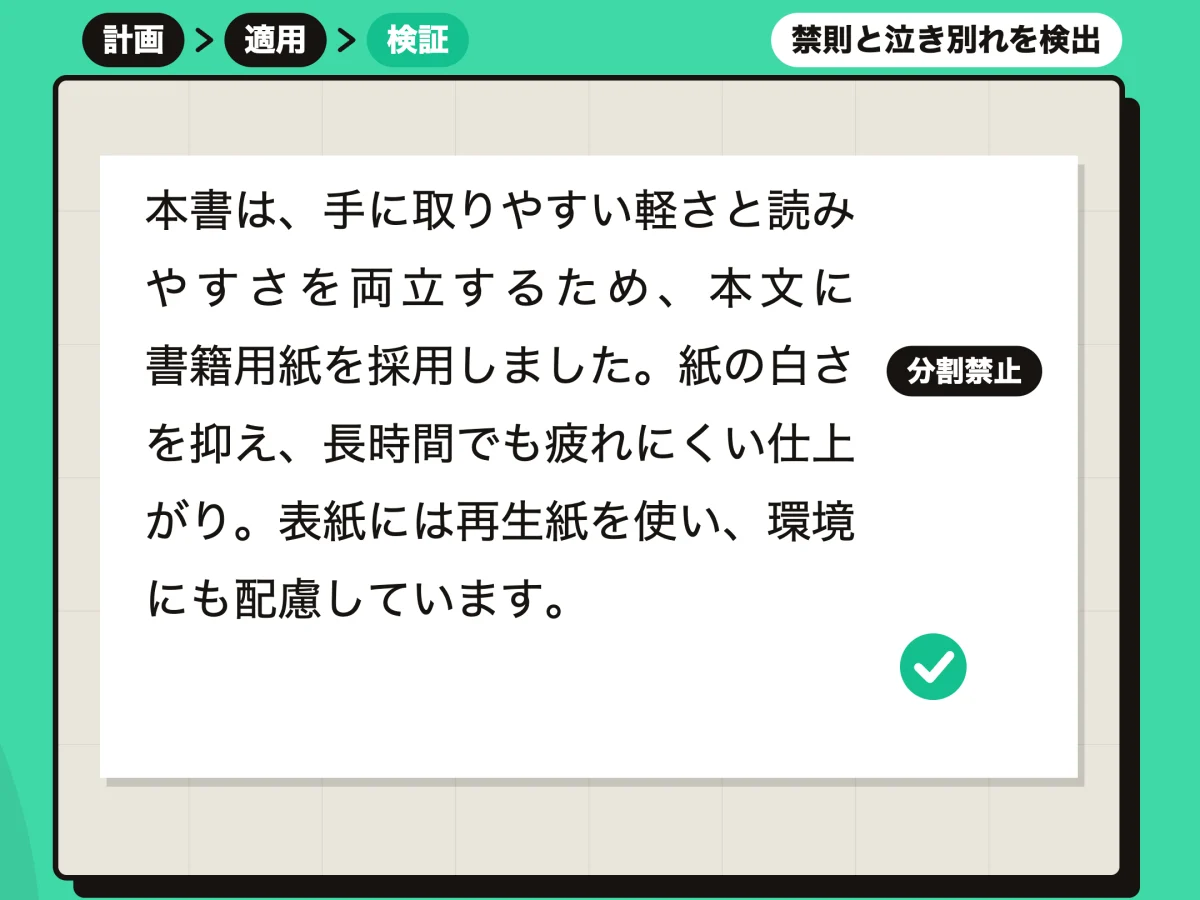 計画 > 適用 > 検証
禁則と泣き別れを検出
本書は、手に取りやすい軽さと読み
やすさを両立するため、本文に
書籍用紙を採用しました。紙の白さ
分割禁止
を抑え、長時間でも疲れにくい仕上
がり。表紙には再生紙を使い、環境
にも配慮しています。